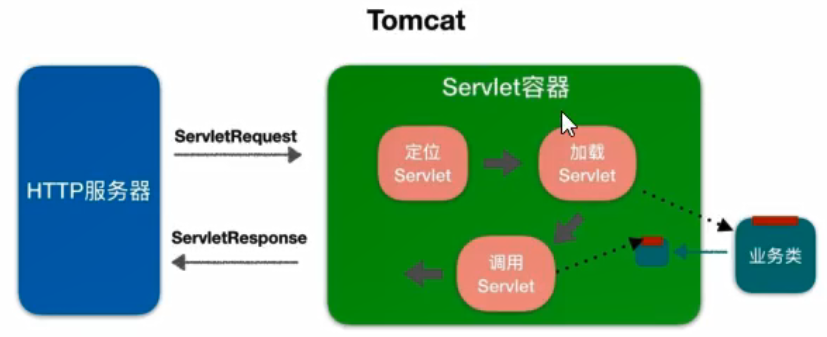 Tomcat
HTTP服务器
ServletRequest
ServletResponse
Servlet容器
定位
Servlet
加载
Servlet
调用
Servlet
业务类